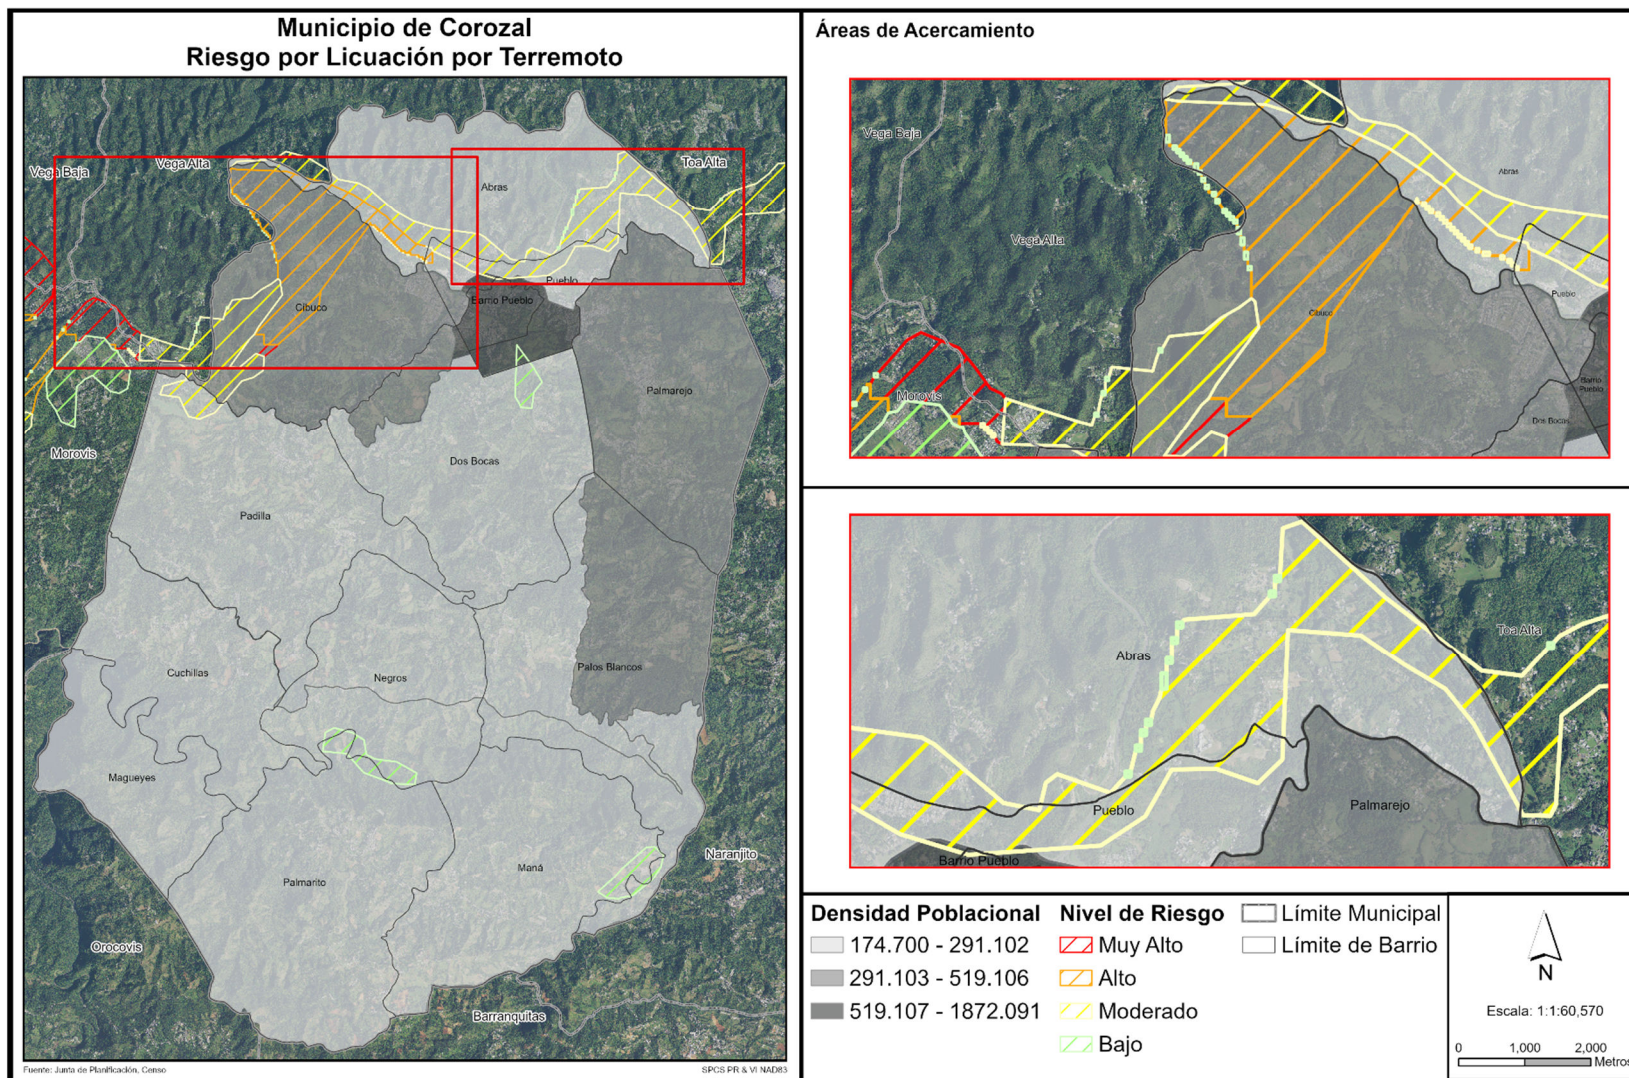 Municipio de Corozal
Riesgo por Licuación por Terremoto
Vega Baja
Vega Alta
Toa Alta
Abras
Pueblo
Barrio Pueblo
Cibuco
Palmarejo
Morovis
Dos Bocas
Padilla
Palos Blancos
Cuchillas
Negros
Magueyes
Naranjito
Maná
Palmarito
Orocovis
Barranquitas
Fuente: Junta de Planificación, Censo
SPCS PR & VI NAD83
Áreas de Acercamiento
Vega Baja
Abras
Vega Alta
Pueblo
Cibuco
Barrio
Pueblo
Morovis
Dos Bocas
Toa Alta
Abras
Pueblo
Palmarejo
Barrio Pueblo
Densidad Poblacional
174.700 - 291.102
291.103 - 519.106
519.107 - 1872.091
Nivel de Riesgo
Muy Alto
Alto
Moderado
Bajo
Límite Municipal
Límite de Barrio
N
Escala: 1:1:60,570
0 1,000 2,000
Metros